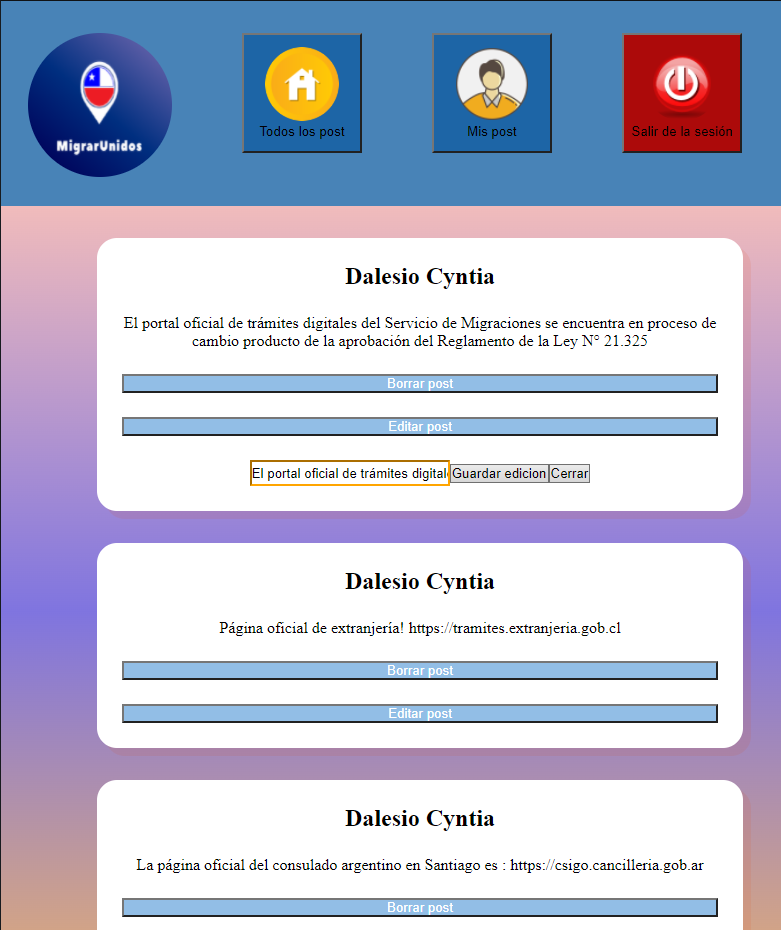 MigrarUnidos
Todos los post
Mis post
Salir de la sesión
Dalesio Cyntia
El portal oficial de trámites digitales del Servicio de Migraciones se encuentra en proceso de
cambio producto de la aprobación del Reglamento de la Ley N° 21.325
Borrar post
Editar post
El portal oficial de trámites digital
Guardar edicion
Cerrar
Dalesio Cyntia
Página oficial de extranjería! https://tramites.extranjeria.gob.cl
Borrar post
Editar post
Dalesio Cyntia
La página oficial del consulado argentino en Santiago es : https://csigo.cancilleria.gob.ar
Borrar post